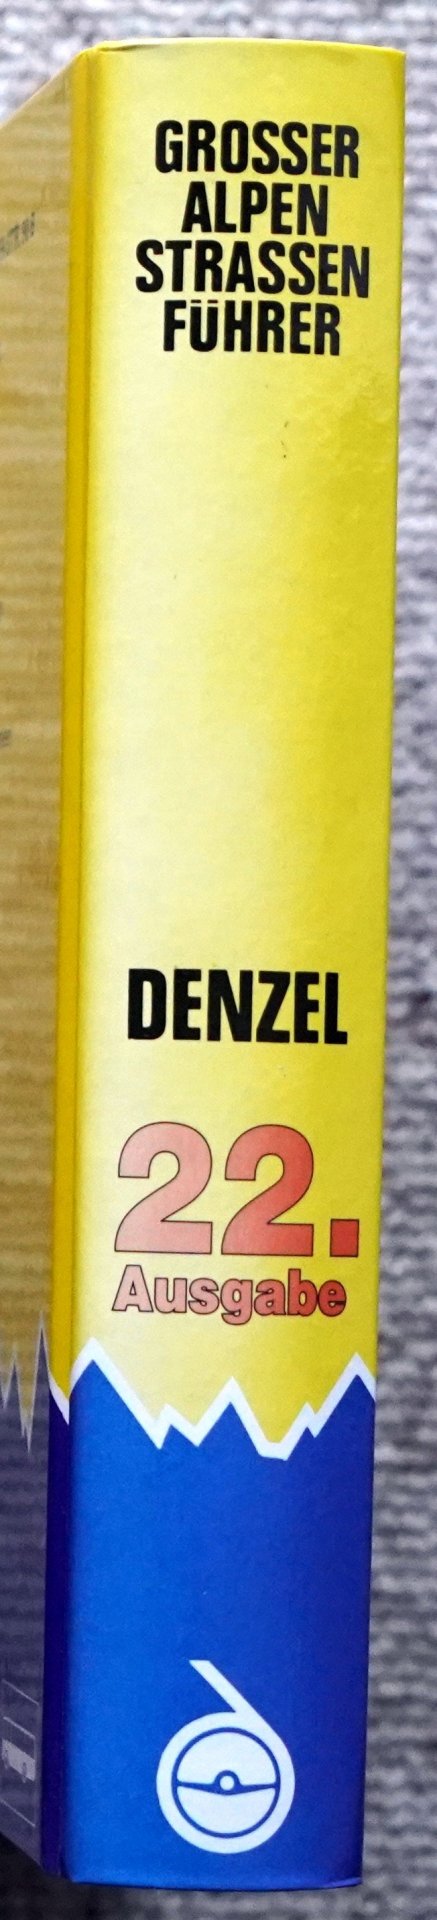 GROSSER
ALPEN
STRASSEN
FÜHRER
DENZEL
22.
Ausgabe